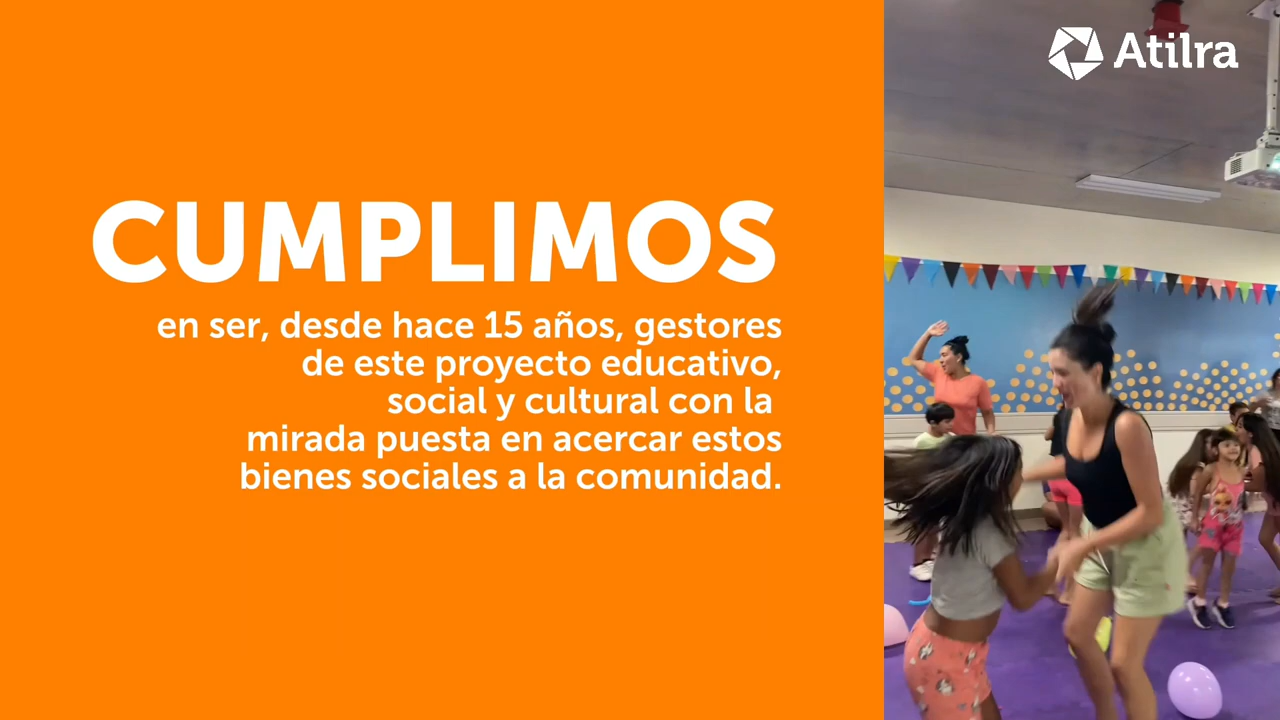 Atilra
CUMPLIMOS
en ser, desde hace 15 años, gestores
de este proyecto educativo,
social y cultural con la
mirada puesta en acercar estos
bienes sociales a la comunidad.